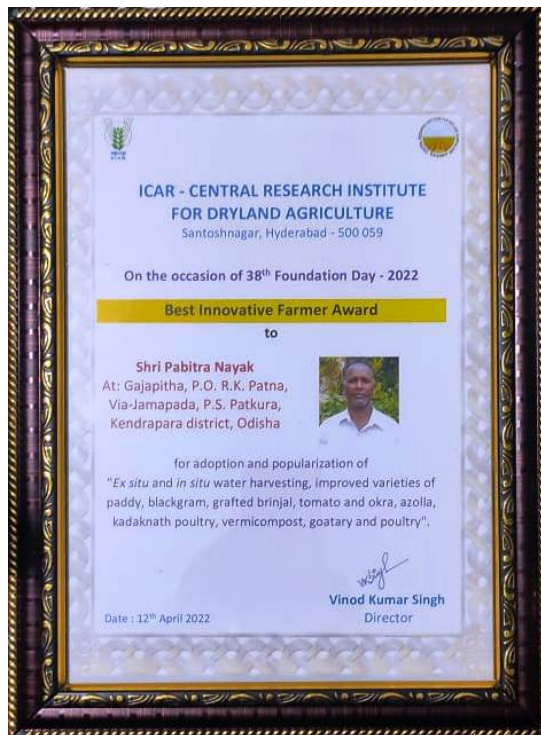 ICAR - CENTRAL RESEARCH INSTITUTE
FOR DRYLAND AGRICULTURE
Santoshnagar, Hyderabad - 500 059
On the occasion of 38th Foundation Day - 2022
Best Innovative Farmer Award
to
Shri Pabitra Nayak
At: Gajapitha, P.O. R.K. Patna,
Via-Jamapada, P.S. Patkura,
Kendrapara district, Odisha
for adoption and popularization of
"Ex situ and in situ water harvesting, improved varieties of
paddy, blackgram, grafted brinjal, tomato and okra, azolla,
kadaknath poultry, vermicompost, goatary and poultry".
Vinod Kumar Singh
Director
Date : 12th April 2022